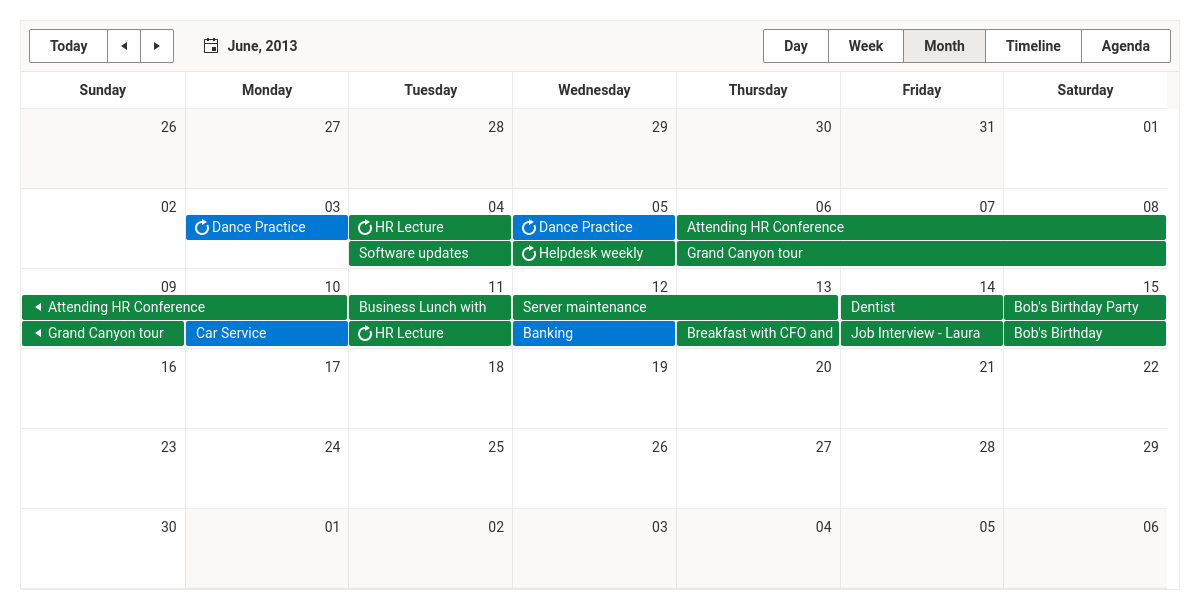 Today June, 2013 Day Week Month Timeline Agenda
Sunday Monday Tuesday Wednesday Thursday Friday Saturday
26 27 28 29 30 31 01
02 03 04 05 06 07 08
Dance Practice HR Lecture Dance Practice Attending HR Conference
Software updates Helpdesk weekly Grand Canyon tour
09 10 11 12 13 14 15
Attending HR Conference Business Lunch with Server maintenance Dentist Bob's Birthday Party
Grand Canyon tour Car Service HR Lecture Banking Breakfast with CFO and Job Interview - Laura Bob's Birthday
16 17 18 19 20 21 22
23 24 25 26 27 28 29
30 01 02 03 04 05 06